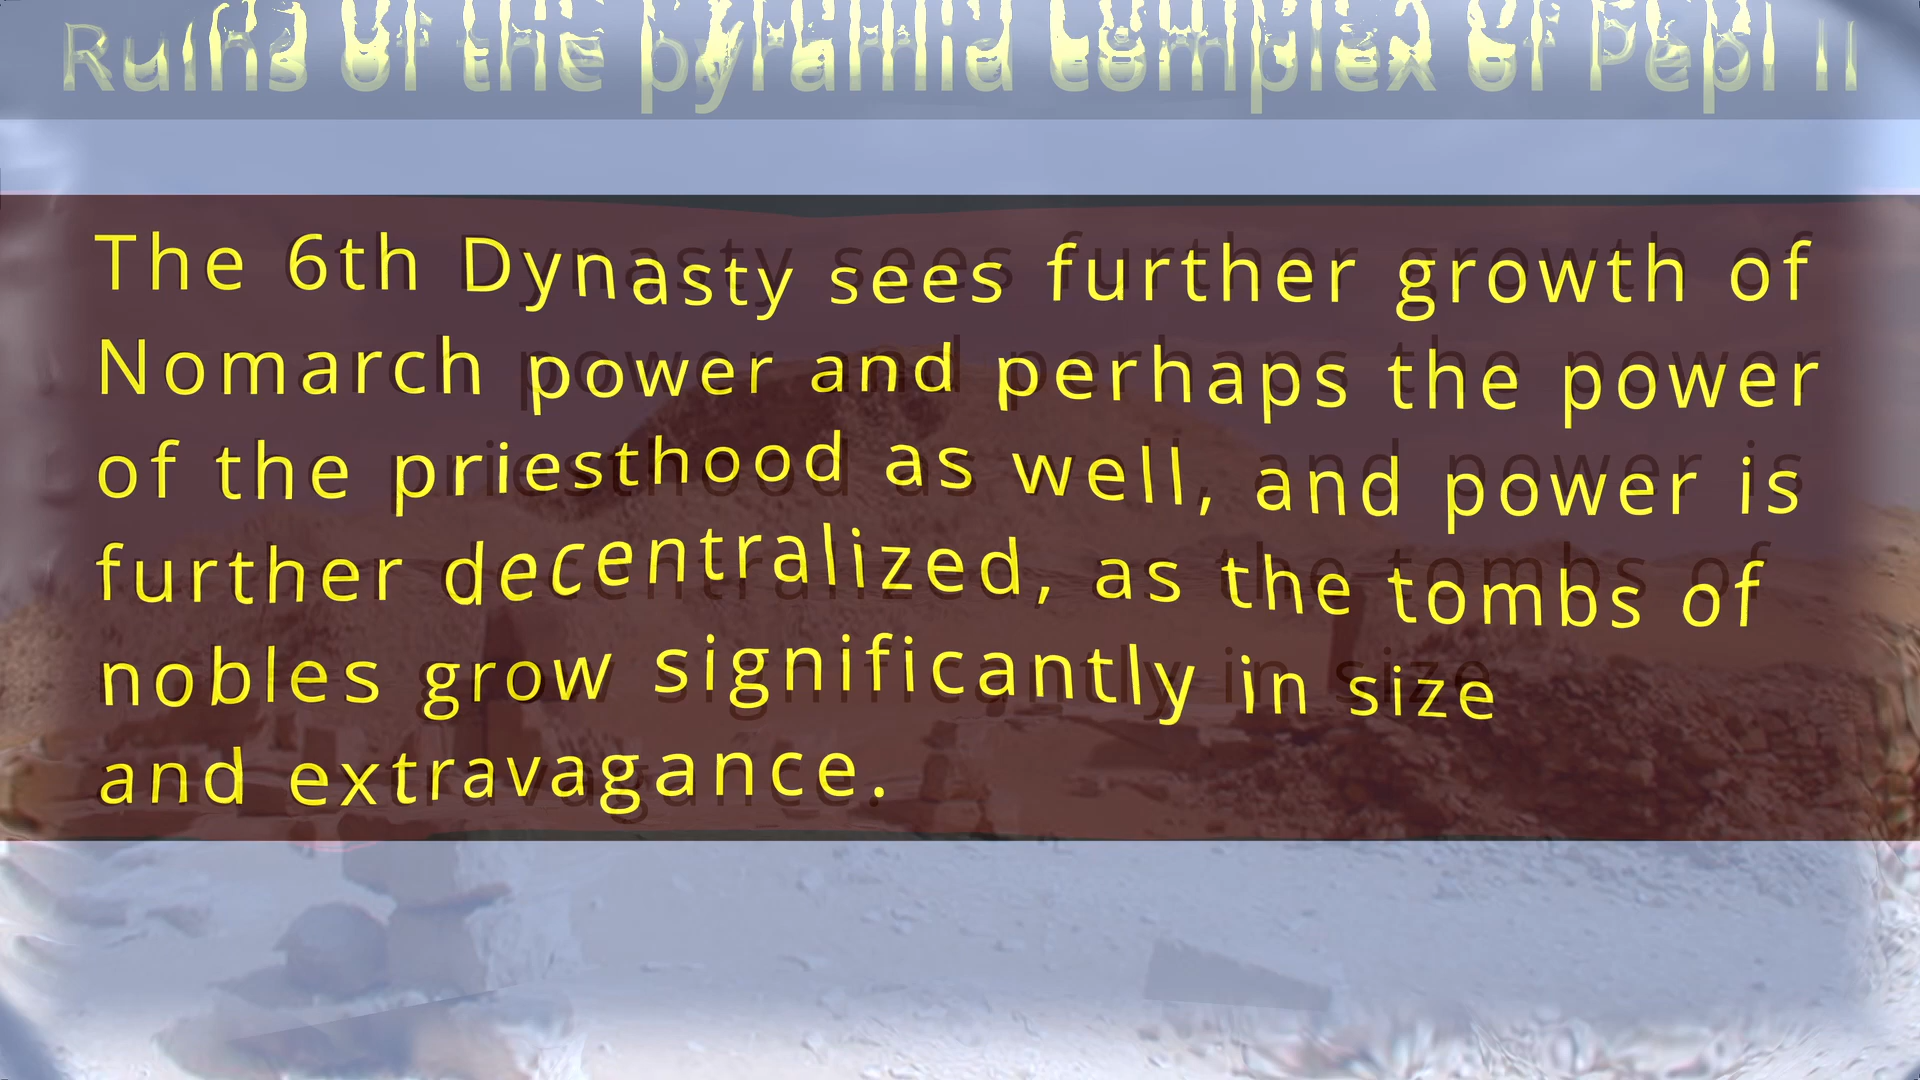 Ruins of the pyramid complex of Pepi II
The 6th Dynasty sees further growth of
Nomarch power and perhaps the power
of the priesthood as well, and power is
further decentralized, as the tombs of
nobles grow significantly in size
and extravagance.